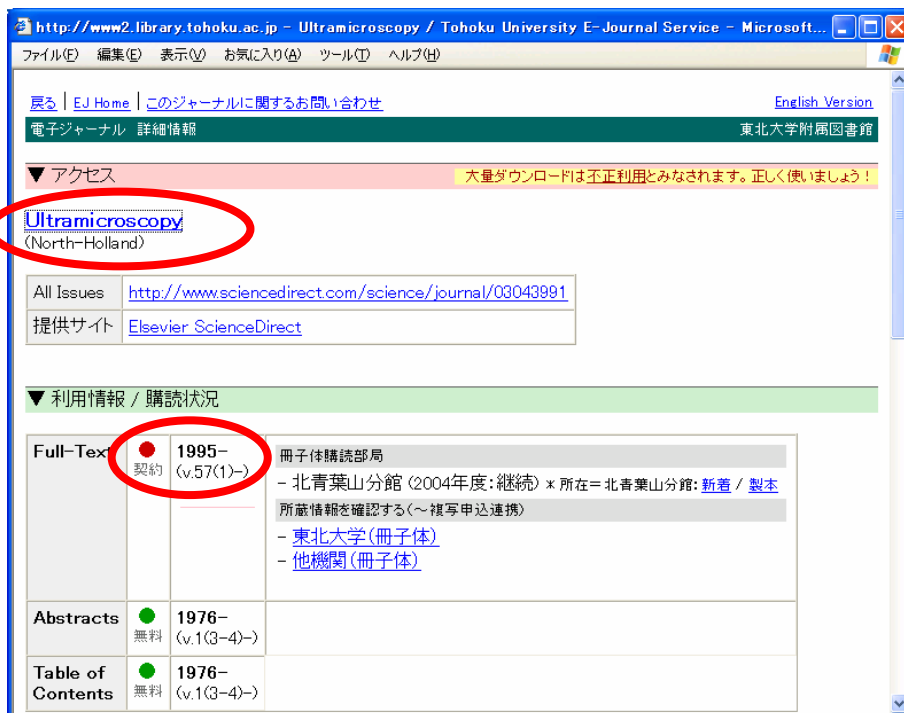 http://www2.library.tohoku.ac.jp - Ultramicroscopy / Tohoku University E-Journal Service - Microsoft...
ファイル(F) 編集(E) 表示(V) お気に入り(A) ツール(T) ヘルプ(H)
戻る | EJ Home | このジャーナルに関するお問い合わせ English Version
電子ジャーナル 詳細情報 東北大学附属図書館
▼ アクセス 大量ダウンロードは不正利用とみなされます。正しく使いましょう!
Ultramicroscopy
(North-Holland)
All Issues http://www.sciencedirect.com/science/journal/03043991
提供サイト Elsevier ScienceDirect
▼ 利用情報 / 購読状況
Full-Text ● 1995- 冊子体購読部局
契約 (v.57(1)-)
- 北青葉山分館 (2004年度:継続) * 所在=北青葉山分館: 新着 / 製本
所蔵情報を確認する(~複写申込連携)
- 東北大学(冊子体)
- 他機関(冊子体)
Abstracts ● 1976-
無料 (v.1(3-4)-)
Table of ● 1976-
Contents 無料 (v.1(3-4)-)